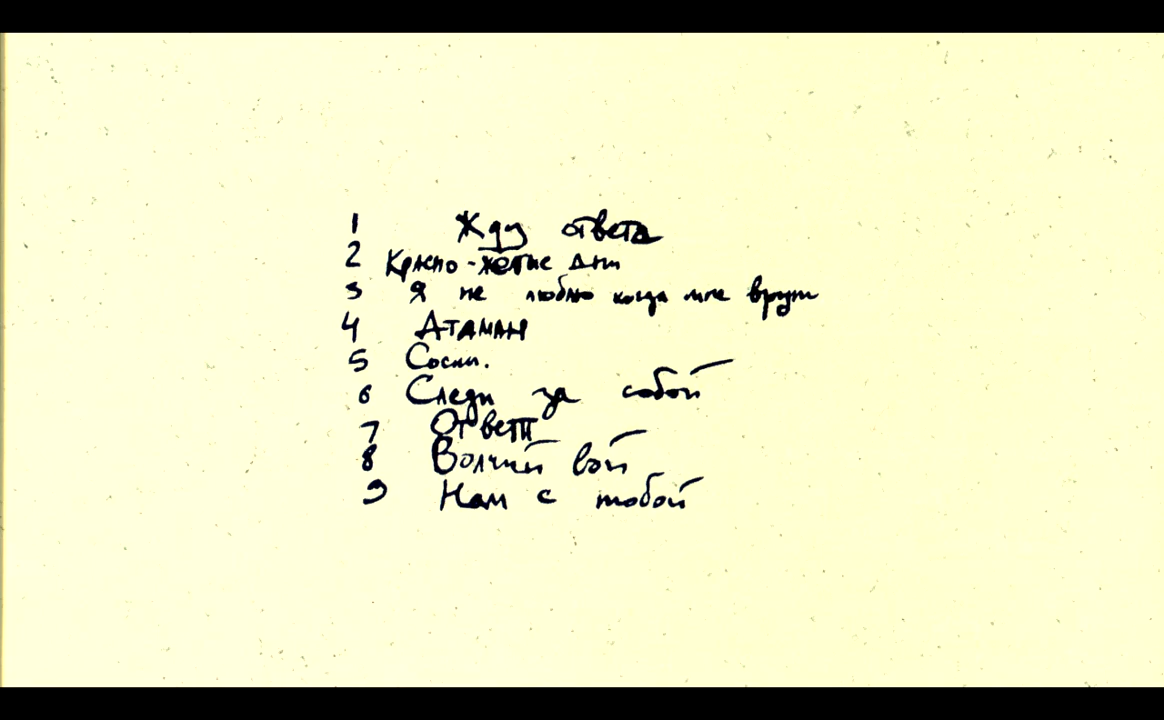 1 Жду ответа
2 Красно-желтые дни
3 Я не люблю когда мне врут
4 Атаман
5 Сосны.
6 Следи за собой
7 Ответ
8 Волчий вой
9 Нам с тобой